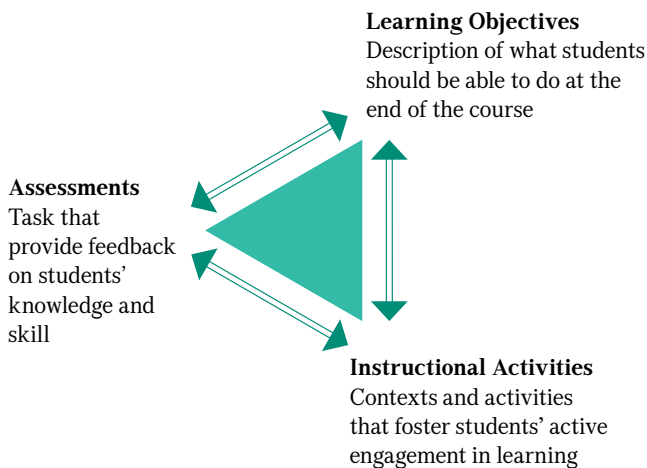 Learning Objectives
Description of what students
should be able to do at the
end of the course
Assessments
Task that
provide feedback
on students’
knowledge and
skill
Instructional Activities
Contexts and activities
that foster students’ active
engagement in learning